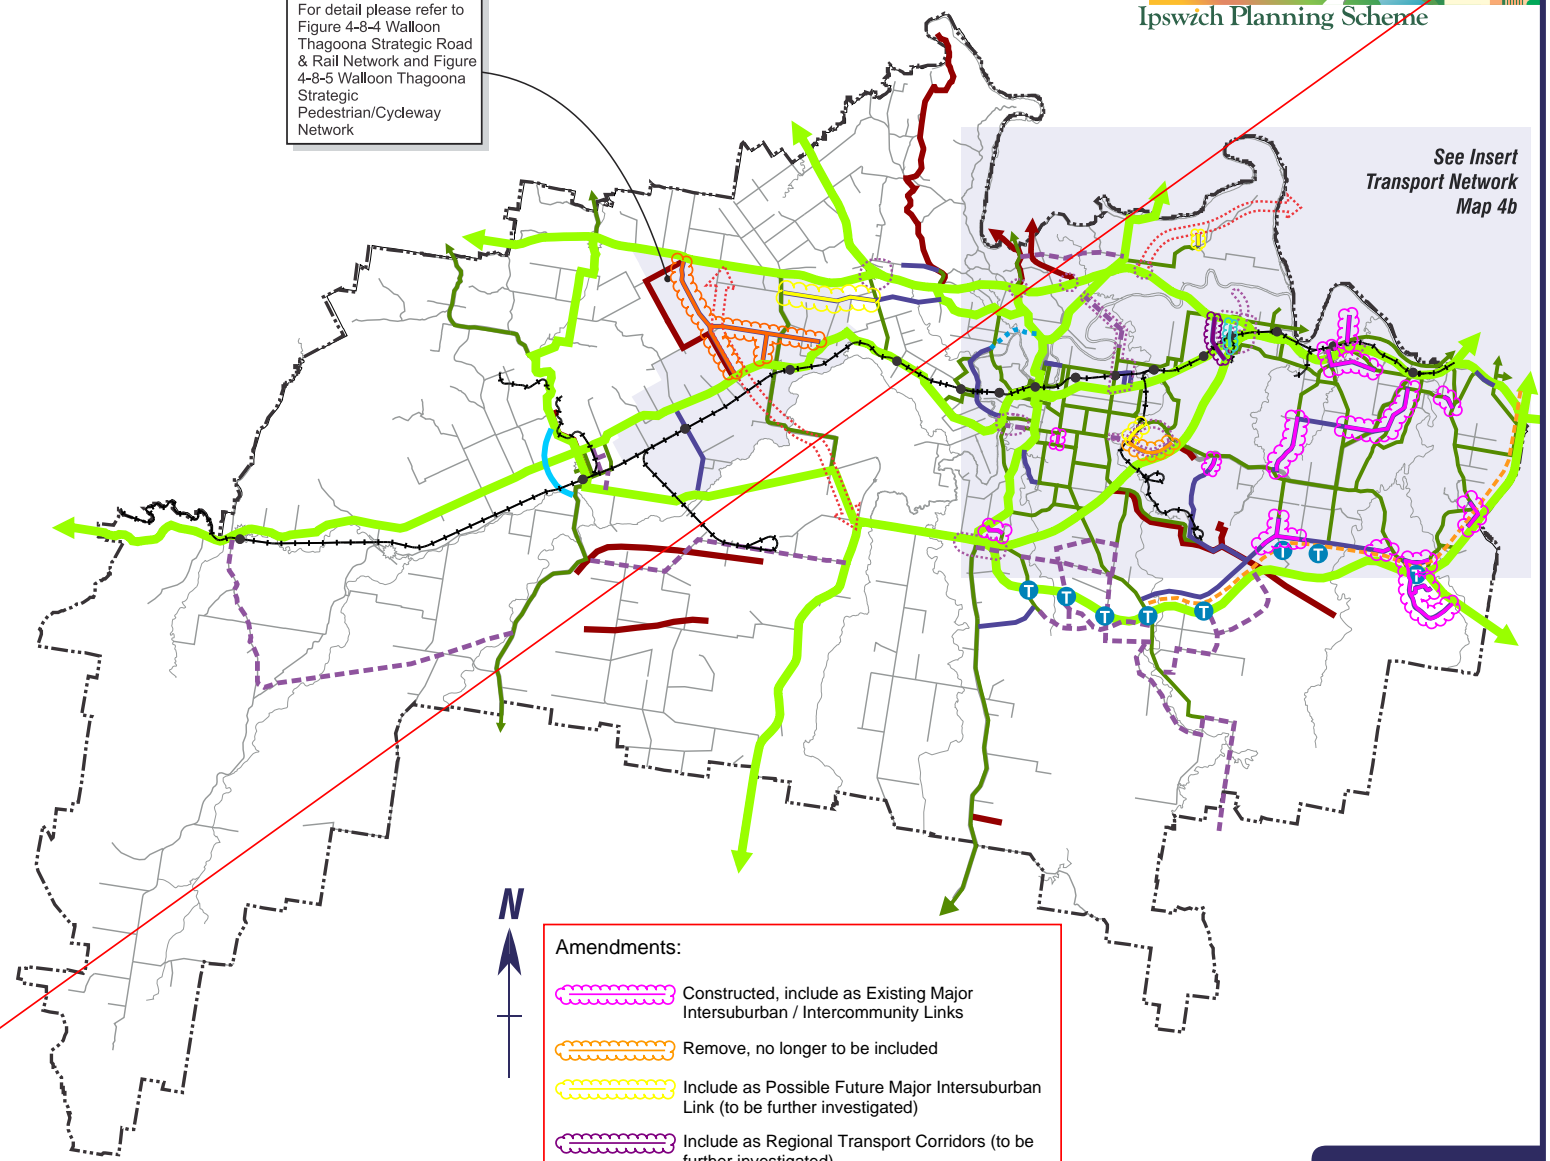 For detail please refer to
Figure 4-8-4 Walloon
Thagoona Strategic Road
& Rail Network and Figure
4-8-5 Walloon Thagoona
Strategic
Pedestrian/Cycleway
Network
Ipswich Planning Scheme
See Insert
Transport Network
Map 4b
T
T
T
T
T
T
T
T
N
Amendments:
Constructed, include as Existing Major
Intersuburban / Intercommunity Links
Remove, no longer to be included
Include as Possible Future Major Intersuburban
Link (to be further investigated)
Include as Regional Transport Corridors (to be
further investigated)